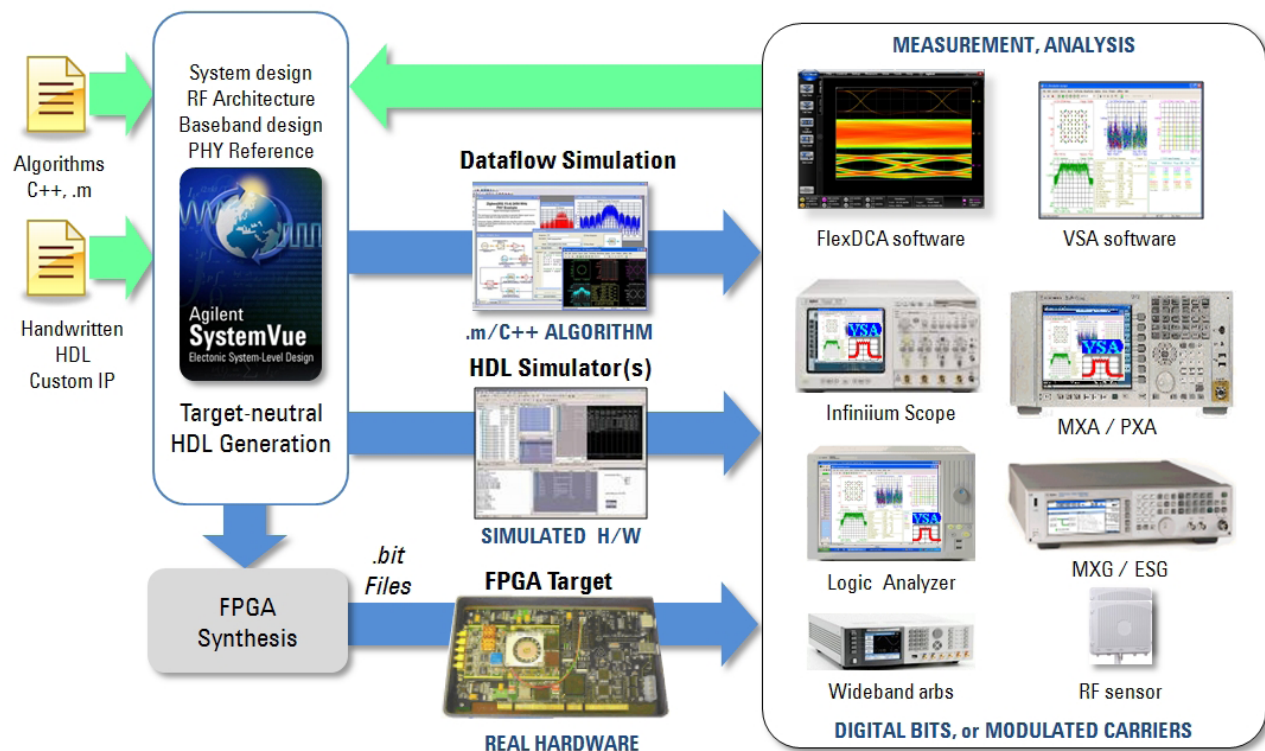 Algorithms
C++, .m
Handwritten
HDL
Custom IP
System design
RF Architecture
Baseband design
PHY Reference
Agilent
SystemVue
Electonic System-Level Design
Target-neutral
HDL Generation
FPGA
Synthesis
.bit
Files
Dataflow Simulation
.m/C++ ALGORITHM
HDL Simulator(s)
SIMULATED H/W
FPGA Target
REAL HARDWARE
MEASUREMENT, ANALYSIS
FlexDCA software
VSA software
VSA
VSA
Infiniium Scope
MXA / PXA
VSA
Logic Analyzer
MXG / ESG
Wideband arbs
RF sensor
DIGITAL BITS, or MODULATED CARRIERS